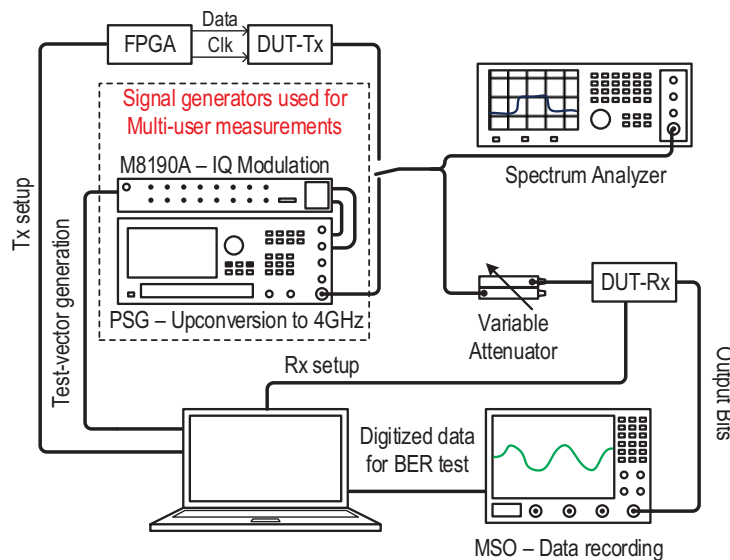 Data
FPGA
Clk
DUT-Tx
Signal generators used for
Multi-user measurements
M8190A – IQ Modulation
Spectrum Analyzer
Tx setup
Test-vector generation
PSG – Upconversion to 4GHz
DUT-Rx
Variable
Attenuator
Rx setup
Output Bits
Digitized data
for BER test
MSO – Data recording